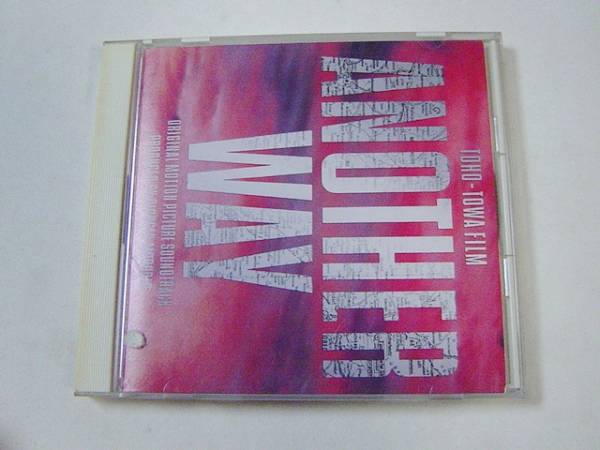 TOHO-TOWA FILM
ANOTHER
WAY
ORIGINAL MOTION PICTURE SOUNDTRACK